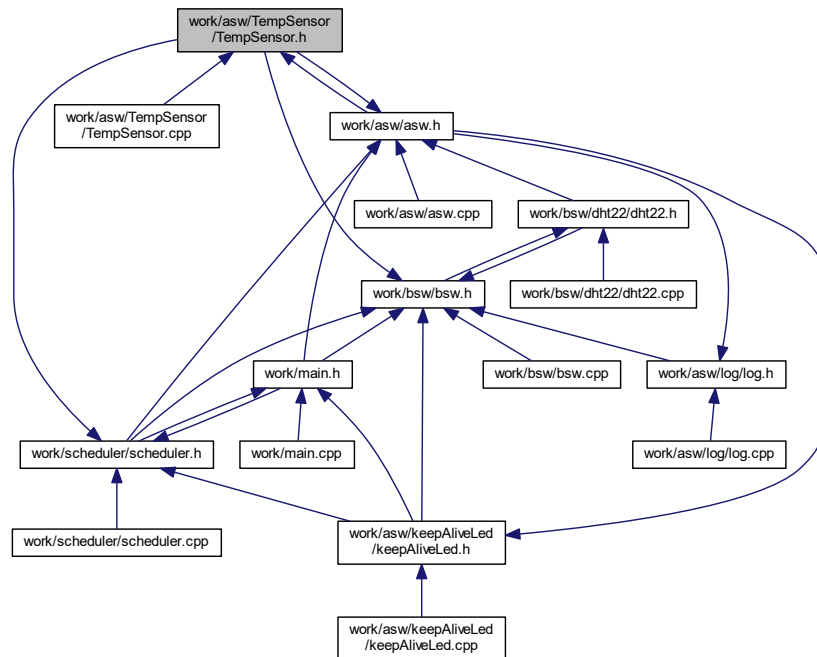 work/asw/TempSensor
/TempSensor.h
work/asw/TempSensor
/TempSensor.cpp
work/asw/asw.h
work/asw/asw.cpp
work/bsw/dht22/dht22.h
work/bsw/bsw.h
work/bsw/dht22/dht22.cpp
work/main.h
work/bsw/bsw.cpp
work/asw/log/log.h
work/scheduler/scheduler.h
work/main.cpp
work/asw/log/log.cpp
work/scheduler/scheduler.cpp
work/asw/keepAliveLed
/keepAliveLed.h
work/asw/keepAliveLed
/keepAliveLed.cpp